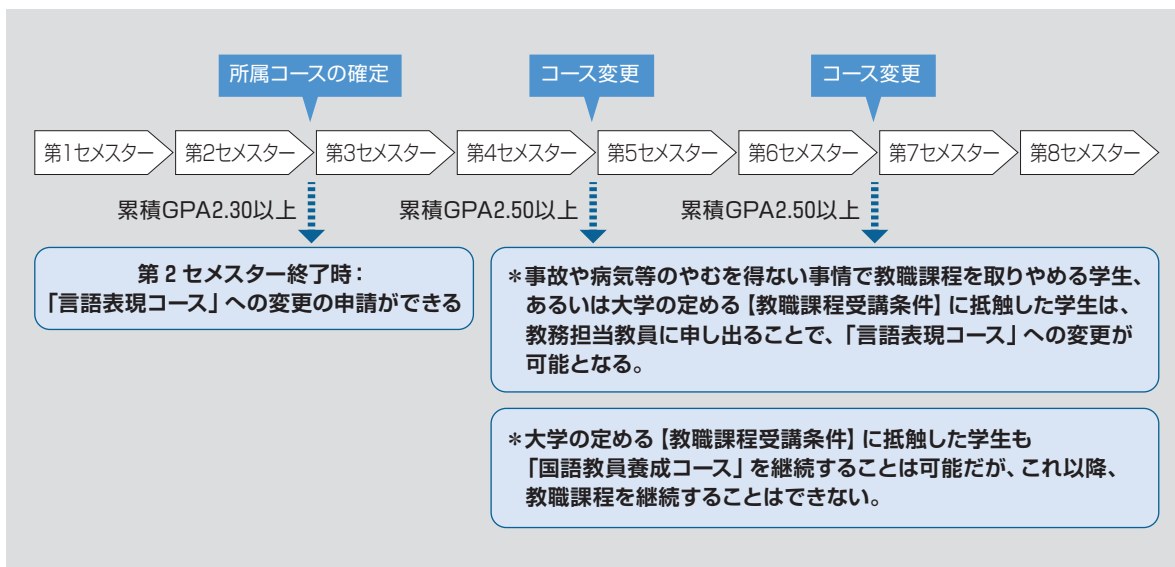 所属コースの確定
コース変更
コース変更
第1セメスター
第2セメスター
第3セメスター
第4セメスター
第5セメスター
第6セメスター
第7セメスター
第8セメスター
累積GPA2.30以上
累積GPA2.50以上
累積GPA2.50以上
第2セメスター終了時：
「言語表現コース」への変更の申請ができる
＊事故や病気等のやむを得ない事情で教職課程を取りやめる学生、
あるいは大学の定める【教職課程受講条件】に抵触した学生は、
教務担当教員に申し出ることで、「言語表現コース」への変更が
可能となる。
＊大学の定める【教職課程受講条件】に抵触した学生も
「国語教員養成コース」を継続することは可能だが、これ以降、
教職課程を継続することはできない。